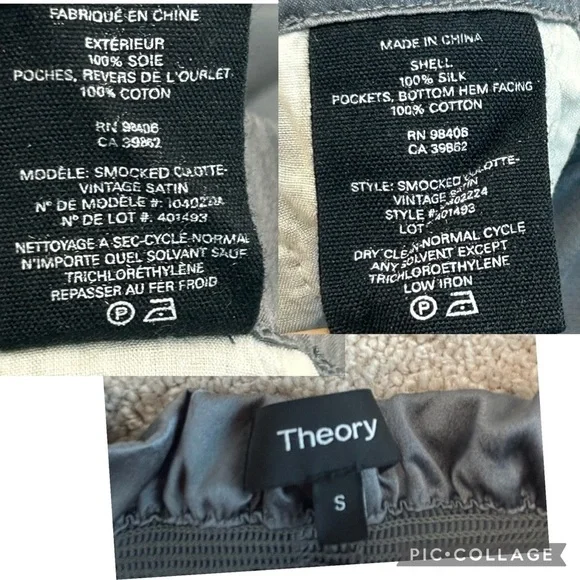 FABRIQUÉ EN CHINE
EXTÉRIEUR
100% SOIE
POCHES, REVERS DE L'OURLET
100% COTON
RN 98406
CA 39862
MODÈLE: SMOCKED CULOTTE-
VINTAGE SATIN
N° DE MODÈLE #:
N° DE LOT #: 401493
NETTOYAGE À SEC-CYCLE-NORMAL
N'IMPORTE QUEL SOLVANT SAUF
TRICHLORÉTHYLÈNE
REPASSER AU FER FROID
P
MADE IN CHINA
SHELL
100% SILK
POCKETS, BOTTOM HEM FACING
100% COTTON
RN 98406
CA 39862
STYLE: SMOCKED CULOTTE-
VINTAGE SATIN
STYLE #:
401493
DRY CLEAN-NORMAL CYCLE
ANY SOLVENT EXCEPT
TRICHLOROETHYLENE
LOW IRON
P
Theory
S
PIC•COLLAGE